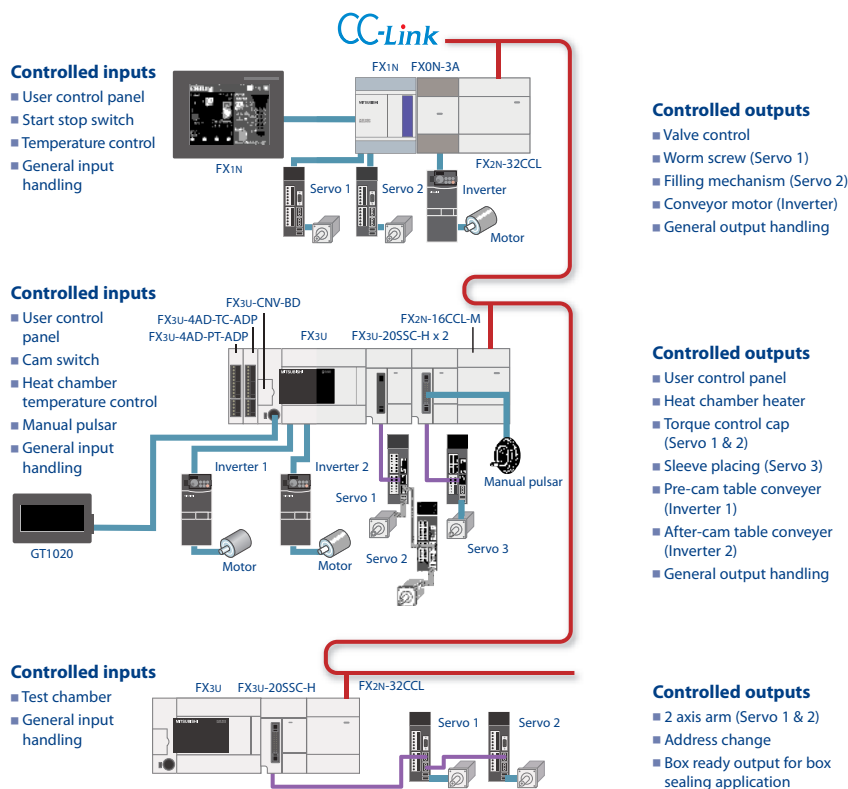 CC-Link
Controlled inputs
■ User control panel
■ Start stop switch
■ Temperature control
■ General input
handling
FX1N
FX1N FX0N-3A
MITSUBISHI
FX2N-32CCL
Servo 1
Servo 2
Inverter
Motor
Controlled outputs
■ Valve control
■ Worm screw (Servo 1)
■ Filling mechanism (Servo 2)
■ Conveyor motor (Inverter)
■ General output handling
Controlled inputs
■ User control
panel
■ Cam switch
■ Heat chamber
temperature control
■ Manual pulsar
■ General input
handling
FX3U-CNV-BD
FX3U-4AD-TC-ADP
FX3U-4AD-PT-ADP
FX3U
FX3U-20SSC-H x 2
FX2N-16CCL-M
MITSUBISHI
GT1020
Inverter 1
Motor
Inverter 2
Motor
Servo 1
Servo 2
Servo 3
Manual pulsar
Controlled outputs
■ User control panel
■ Heat chamber heater
■ Torque control cap
(Servo 1 & 2)
■ Sleeve placing (Servo 3)
■ Pre-cam table conveyer
(Inverter 1)
■ After-cam table conveyer
(Inverter 2)
■ General output handling
Controlled inputs
■ Test chamber
■ General input
handling
FX3U
FX3U-20SSC-H
FX2N-32CCL
MITSUBISHI
Servo 1
Servo 2
Controlled outputs
■ 2 axis arm (Servo 1 & 2)
■ Address change
■ Box ready output for box
sealing application